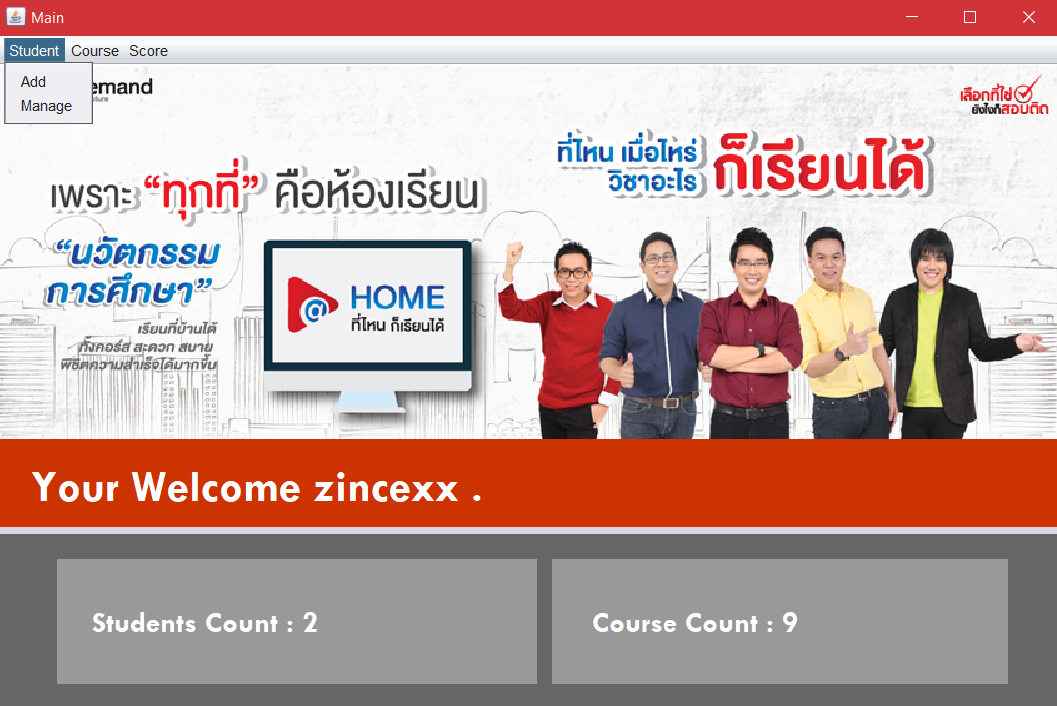 Main
Student Course Score
Add
Manage
emand
เลือกที่ใช่
ยังไงก็สอบติด
ที่ไหน เมื่อไหร่
วิชาอะไร
ก็เรียนได้
เพราะ “ทุกที่” คือห้องเรียน
“นวัตกรรม
การศึกษา”
เรียนที่บ้านได้
ทั้งคอร์ส สะดวก สบาย
พิชิตความสำเร็จได้มากขึ้น
@ HOME
ที่ไหน ก็เรียนได้
Your Welcome zincexx .
Students Count : 2
Course Count : 9